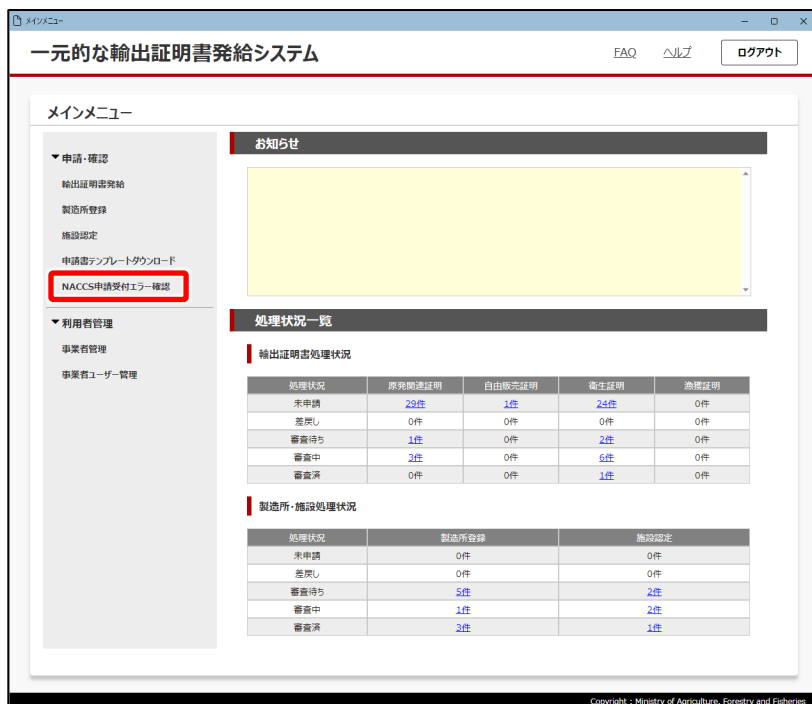 メインメニュー
一元的な輸出証明書発給システム
FAQ ヘルプ ログアウト
メインメニュー
▼申請・確認
輸出証明書発給
製造所登録
施設認定
申請書テンプレートダウンロード
NACCS申請受付エラー確認
▼利用者管理
事業者管理
事業者ユーザー管理
お知らせ
処理状況一覧
輸出証明書処理状況
処理状況 原発関連証明 自由販売証明 衛生証明 漁獲証明
未申請 29件 1件 24件 0件
差戻し 0件 0件 0件 0件
審査待ち 1件 0件 2件 0件
審査中 3件 0件 6件 0件
審査済 0件 0件 1件 0件
製造所・施設処理状況
処理状況 製造所登録 施設認定
未申請 0件 0件
差戻し 0件 0件
審査待ち 5件 2件
審査中 1件 2件
審査済 3件 1件
Copyright : Ministry of Agriculture, Forestry and Fisheries